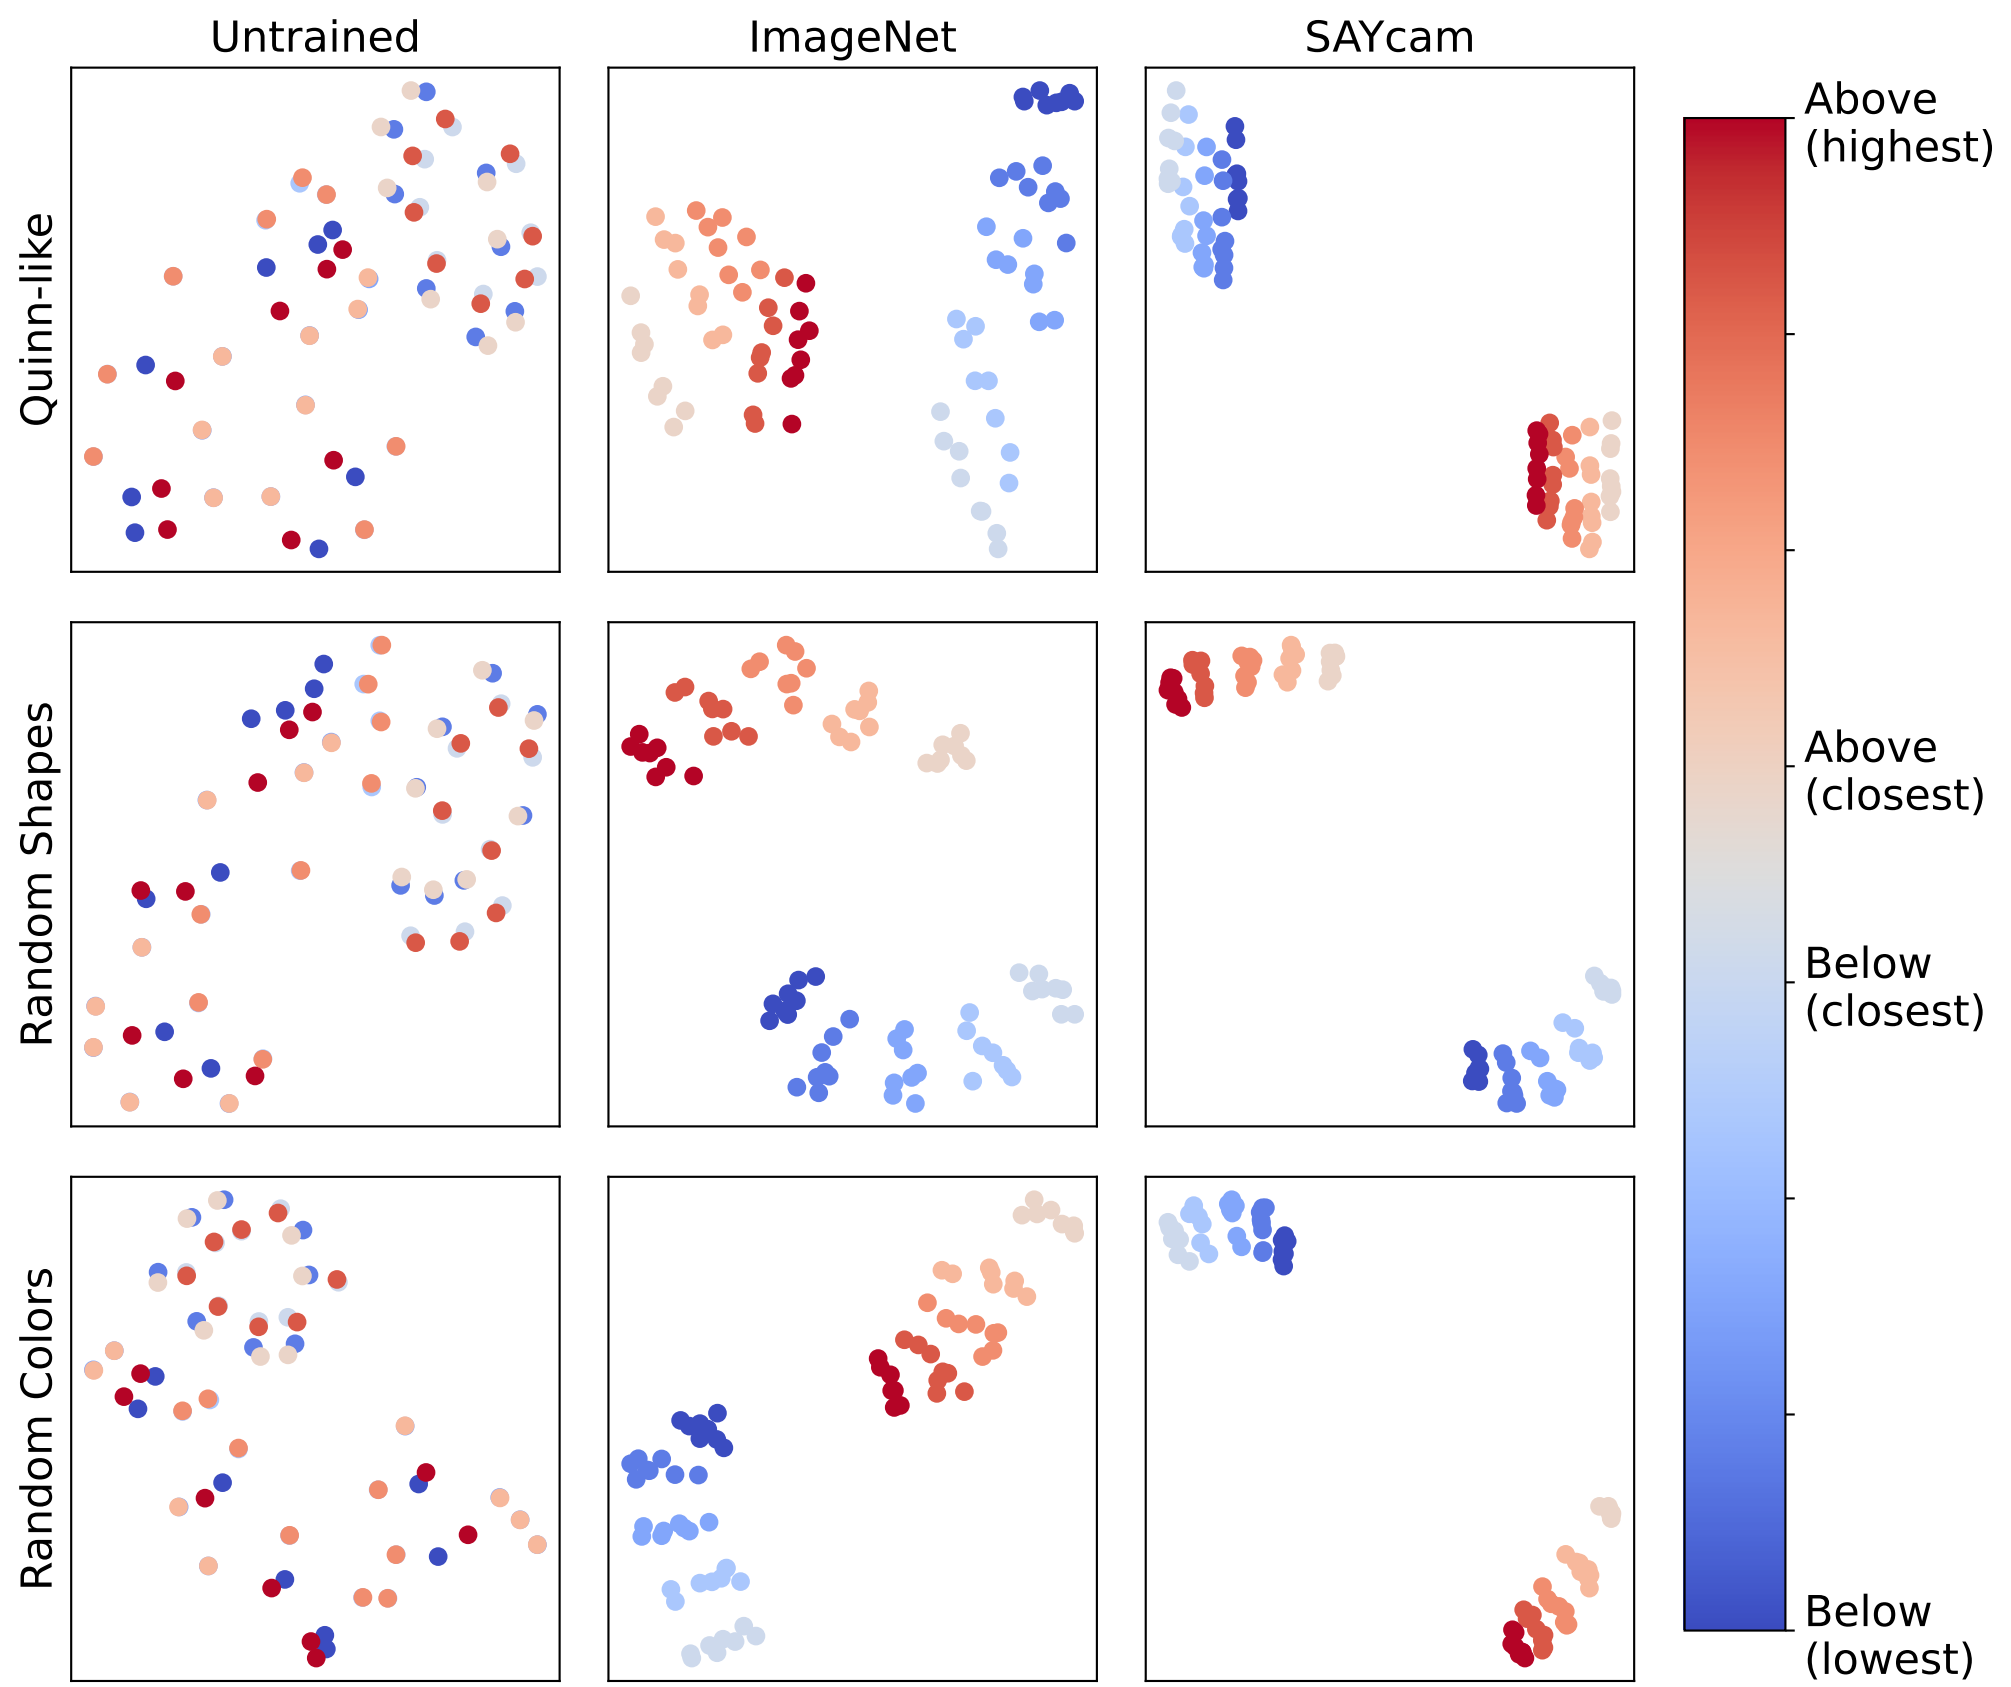 Untrained
ImageNet
SAYcam
Quinn-like
Random Shapes
Random Colors
Above
(highest)
Above
(closest)
Below
(closest)
Below
(lowest)